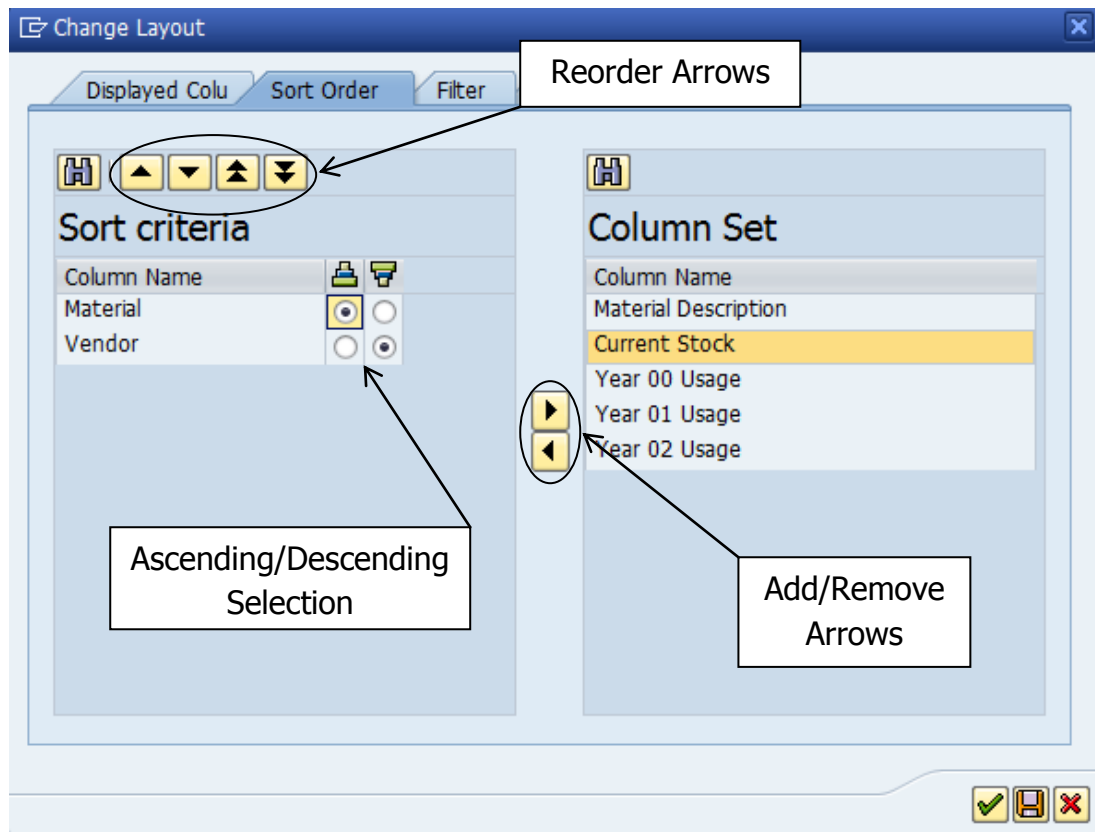 Change Layout
Displayed Colu
Sort Order
Filter
Reorder Arrows
Sort criteria
Column Name
Material
Vendor
Column Set
Column Name
Material Description
Current Stock
Year 00 Usage
Year 01 Usage
Year 02 Usage
Ascending/Descending
Selection
Add/Remove
Arrows